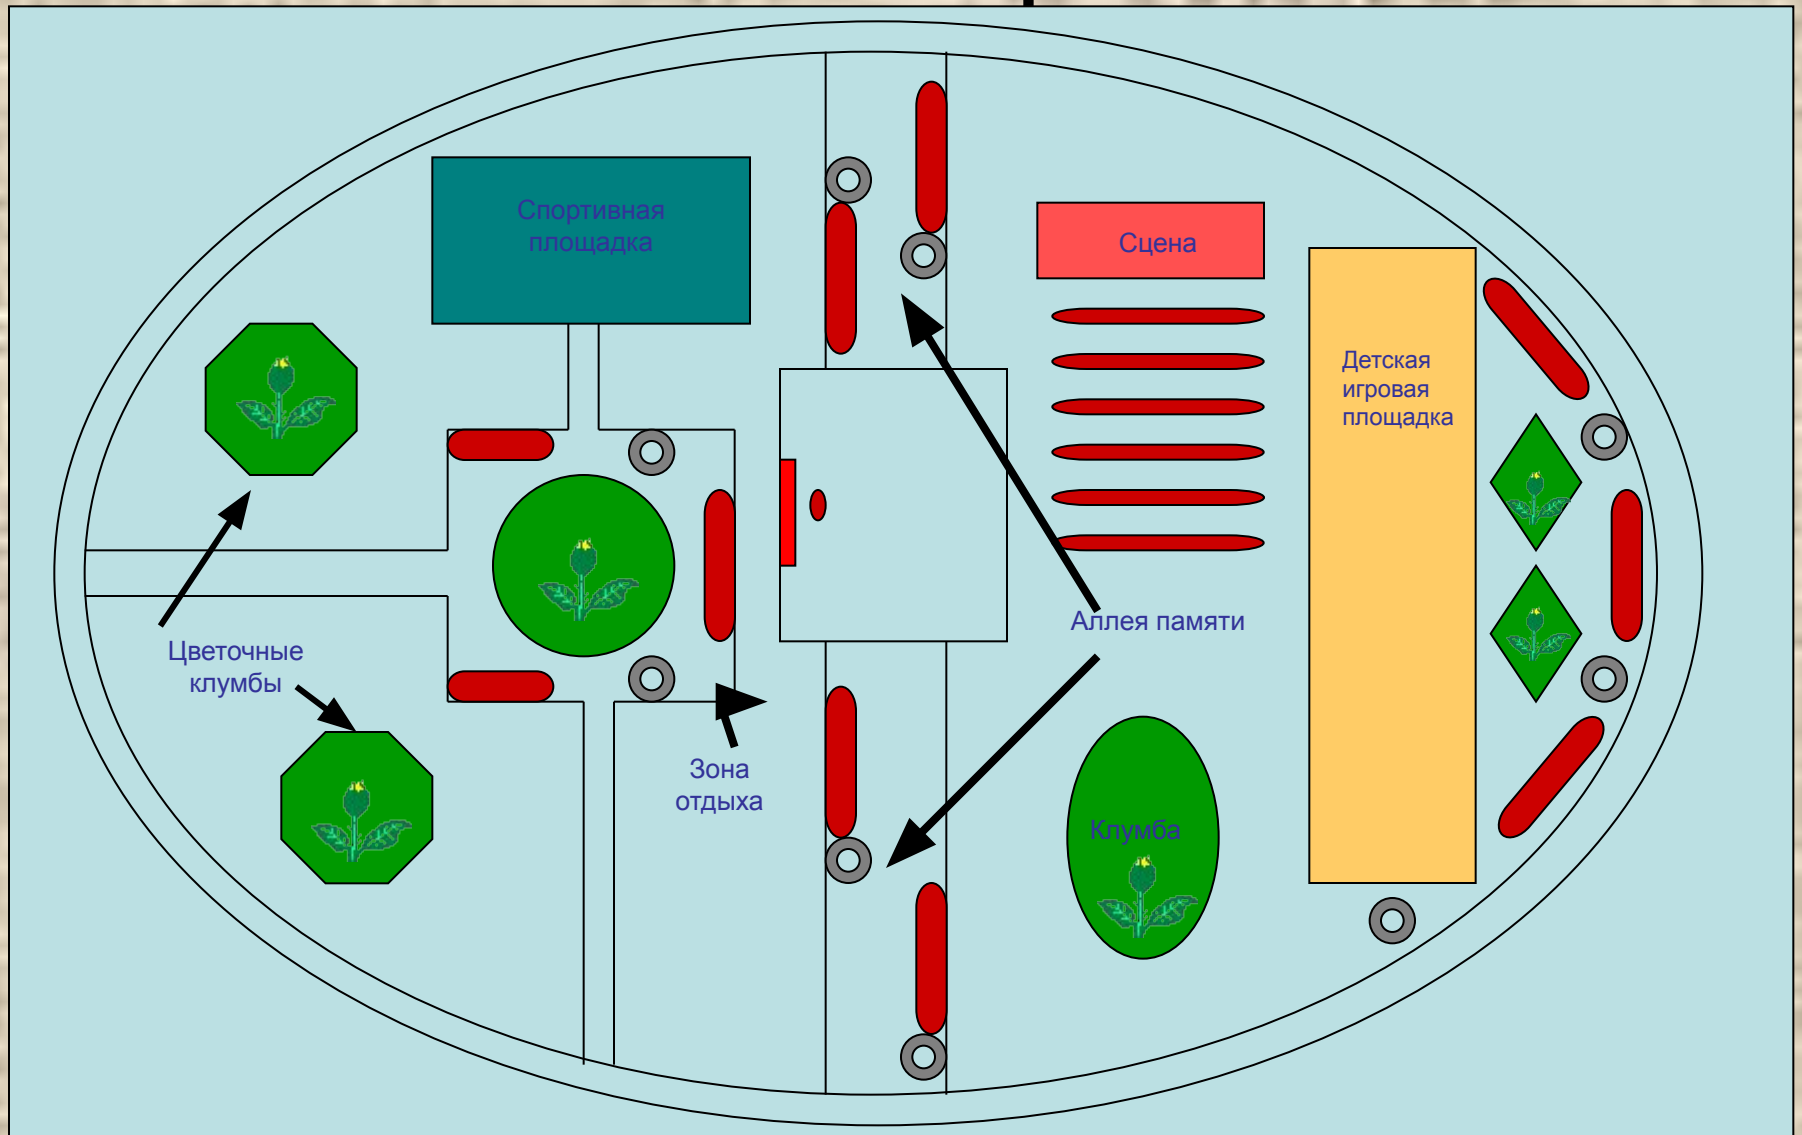 Спортивная
площадка
Сцена
Детская
игровая
площадка
Аллея памяти
Цветочные
клумбы
Зона
отдыха
Клумба